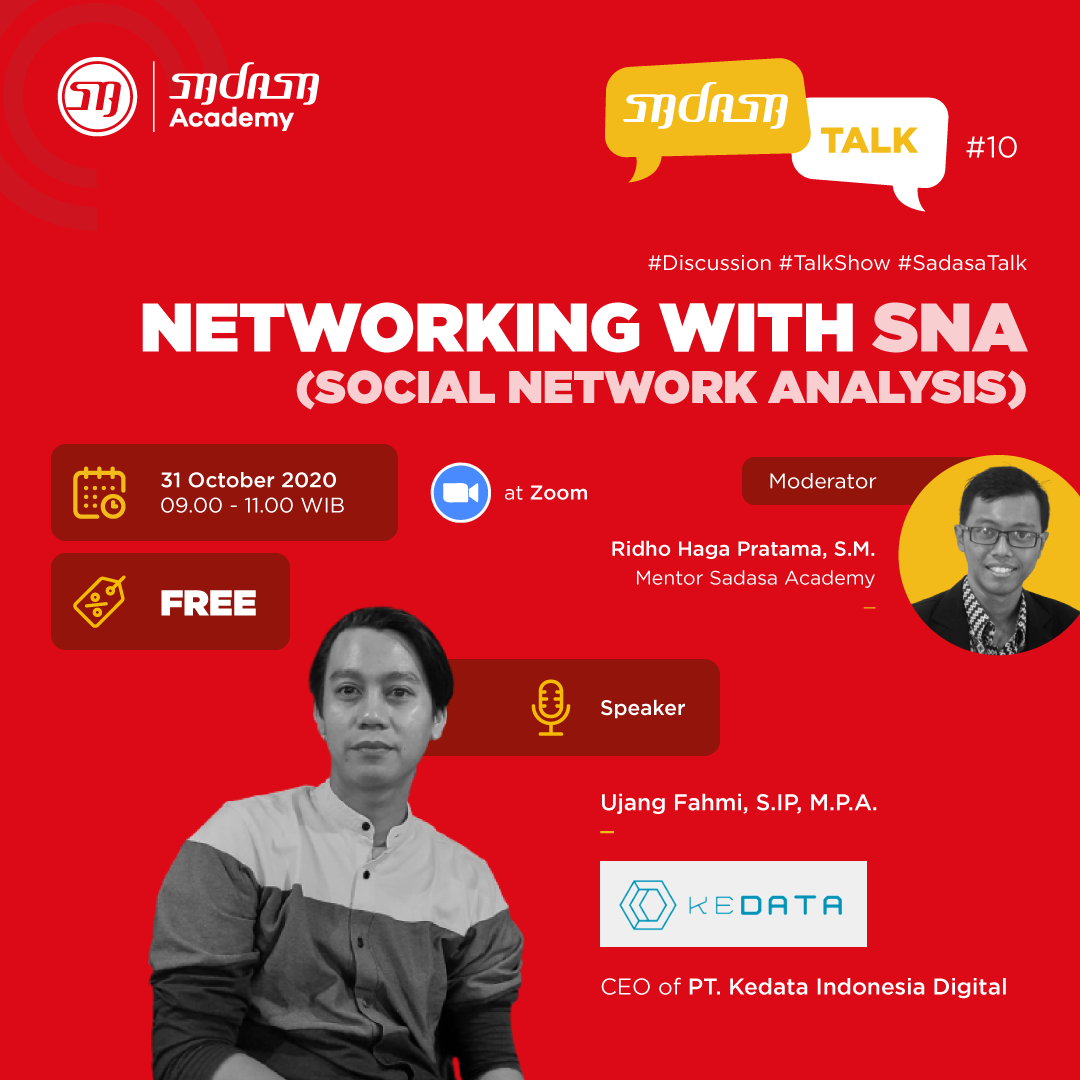 SADASA
Academy
SADASA
TALK
#10
#Discussion #TalkShow #SadasaTalk
NETWORKING WITH SNA
(SOCIAL NETWORK ANALYSIS)
31 October 2020
09.00 - 11.00 WIB
at Zoom
FREE
Moderator
Ridho Haga Pratama, S.M.
Mentor Sadasa Academy
Speaker
Ujang Fahmi, S.IP, M.P.A.
KEDATA
CEO of PT. Kedata Indonesia Digital